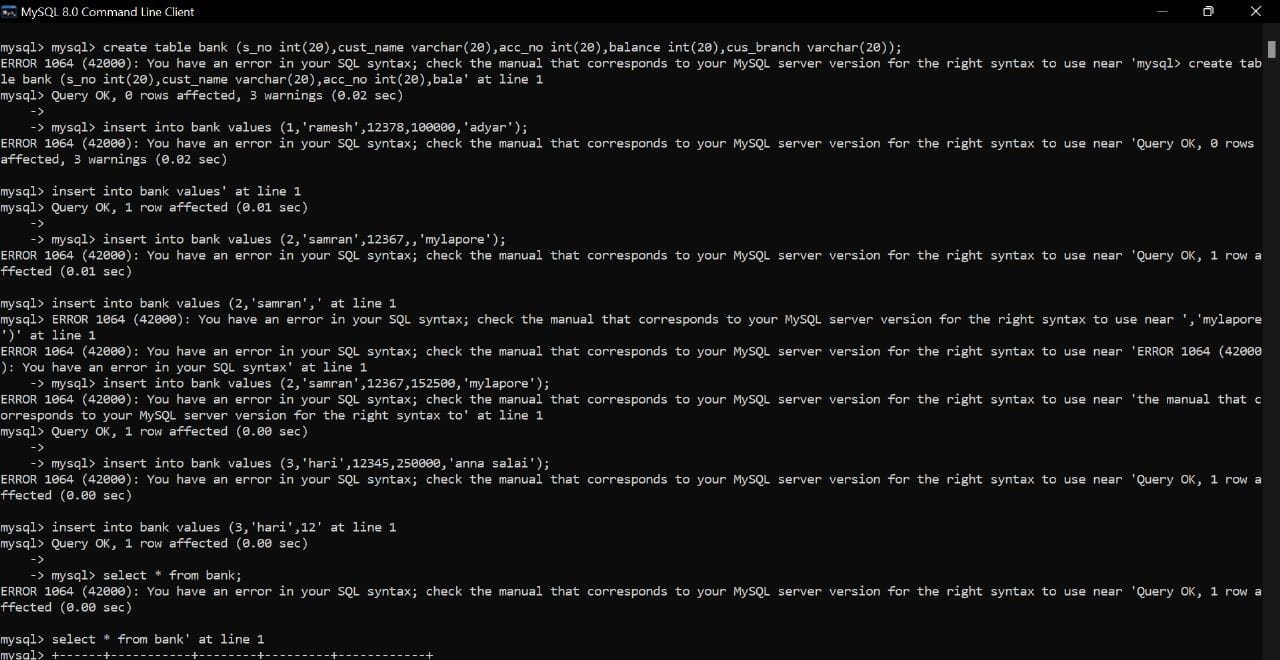 MySQL 8.0 Command Line Client
mysql> mysql> create table bank (s_no int(20),cust_name varchar(20),acc_no int(20),balance int(20),cus_branch varchar(20));
ERROR 1064 (42000): You have an error in your SQL syntax; check the manual that corresponds to your MySQL server version for the right syntax to use near 'mysql> create tab
le bank (s_no int(20),cust_name varchar(20),acc_no int(20),bala' at line 1
mysql> Query OK, 0 rows affected, 3 warnings (0.02 sec)
    ->
    -> mysql> insert into bank values (1,'ramesh',12378,100000,'adyar');
ERROR 1064 (42000): You have an error in your SQL syntax; check the manual that corresponds to your MySQL server version for the right syntax to use near 'Query OK, 0 rows
affected, 3 warnings (0.02 sec)
mysql> insert into bank values' at line 1
mysql> Query OK, 1 row affected (0.01 sec)
    ->
    -> mysql> insert into bank values (2,'samran',12367,,'mylapore');
ERROR 1064 (42000): You have an error in your SQL syntax; check the manual that corresponds to your MySQL server version for the right syntax to use near 'Query OK, 1 row a
ffected (0.01 sec)
mysql> insert into bank values (2,'samran',' at line 1
mysql> ERROR 1064 (42000): You have an error in your SQL syntax; check the manual that corresponds to your MySQL server version for the right syntax to use near ','mylapore
')' at line 1
ERROR 1064 (42000): You have an error in your SQL syntax; check the manual that corresponds to your MySQL server version for the right syntax to use near 'ERROR 1064 (42000
): You have an error in your SQL syntax' at line 1
    -> mysql> insert into bank values (2,'samran',12367,152500,'mylapore');
ERROR 1064 (42000): You have an error in your SQL syntax; check the manual that corresponds to your MySQL server version for the right syntax to use near 'the manual that c
orresponds to your MySQL server version for the right syntax to' at line 1
mysql> Query OK, 1 row affected (0.00 sec)
    ->
    -> mysql> insert into bank values (3,'hari',12345,250000,'anna salai');
ERROR 1064 (42000): You have an error in your SQL syntax; check the manual that corresponds to your MySQL server version for the right syntax to use near 'Query OK, 1 row a
ffected (0.00 sec)
mysql> insert into bank values (3,'hari',12' at line 1
mysql> Query OK, 1 row affected (0.00 sec)
    ->
    -> mysql> select * from bank;
ERROR 1064 (42000): You have an error in your SQL syntax; check the manual that corresponds to your MySQL server version for the right syntax to use near 'Query OK, 1 row a
ffected (0.00 sec)
mysql> select * from bank' at line 1
mysql> +------+-----------+--------+---------+------------+